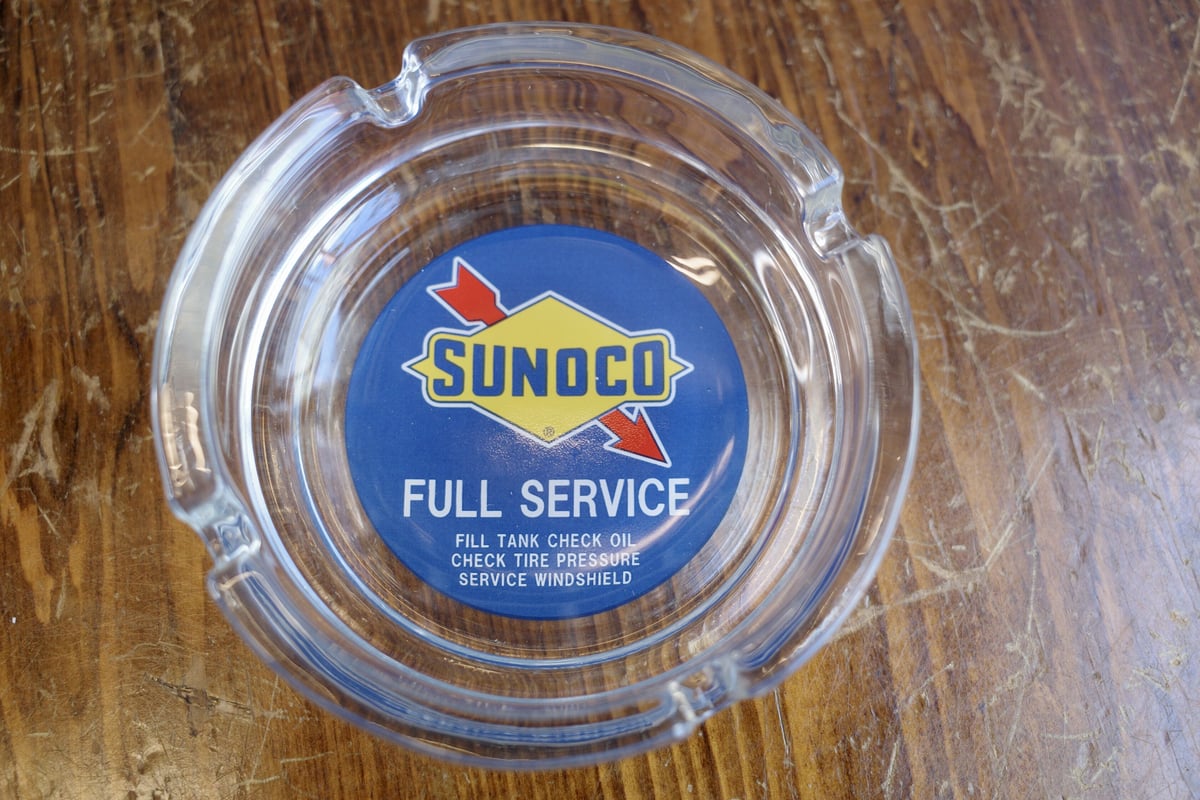 SUNOCO
®
FULL SERVICE
FILL TANK CHECK OIL
CHECK TIRE PRESSURE
SERVICE WINDSHIELD